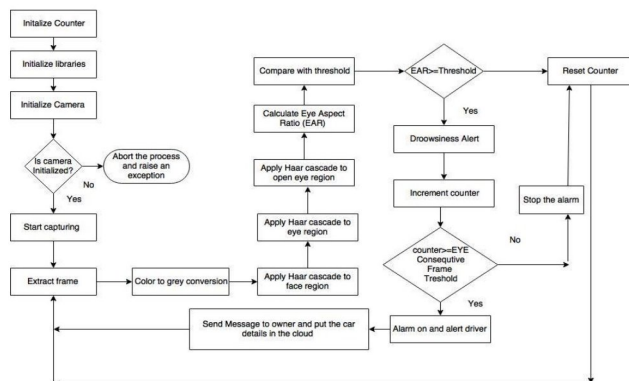 Initalize Counter
Initialize libraries
Initialize Camera
Is camera
Initialized?
No
Abort the process
and raise an
exception
Yes
Start capturing
Extract frame
Color to grey conversion
Apply Haar cascade to
face region
Apply Haar cascade to
eye region
Apply Haar cascade to
open eye region
Calculate Eye Aspect
Ratio (EAR)
Compare with threshold
EAR>=Threshold
Reset Counter
Yes
Droowsiness Alert
Increment counter
counter>=EYE
Consequtive
Frame
Treshold
No
Stop the alarm
Yes
Alarm on and alert driver
Send Message to owner and put the car
details in the cloud